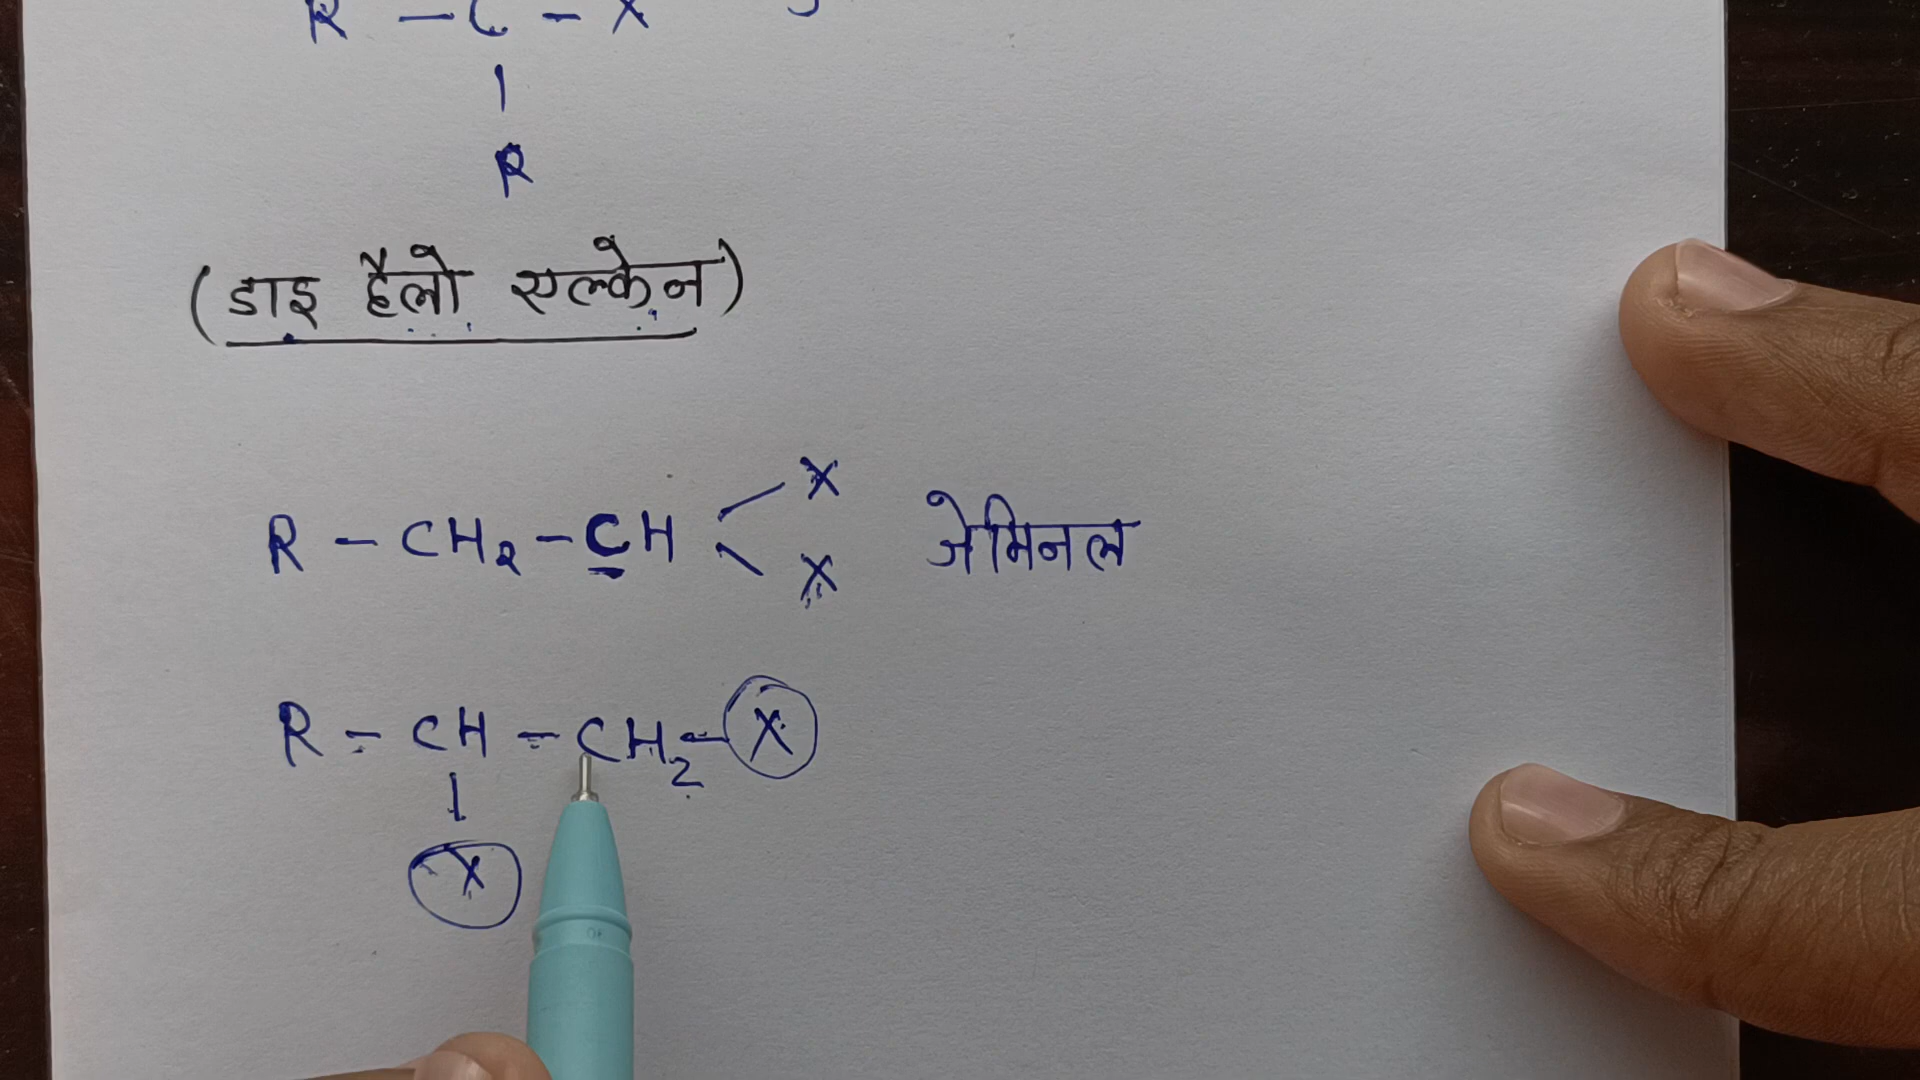 R – C – X
|
R
(डाइ हैलो एल्केन)
X
R – CH2 – CH < जेमिनल
X
R – CH – CH2 – X
|
X